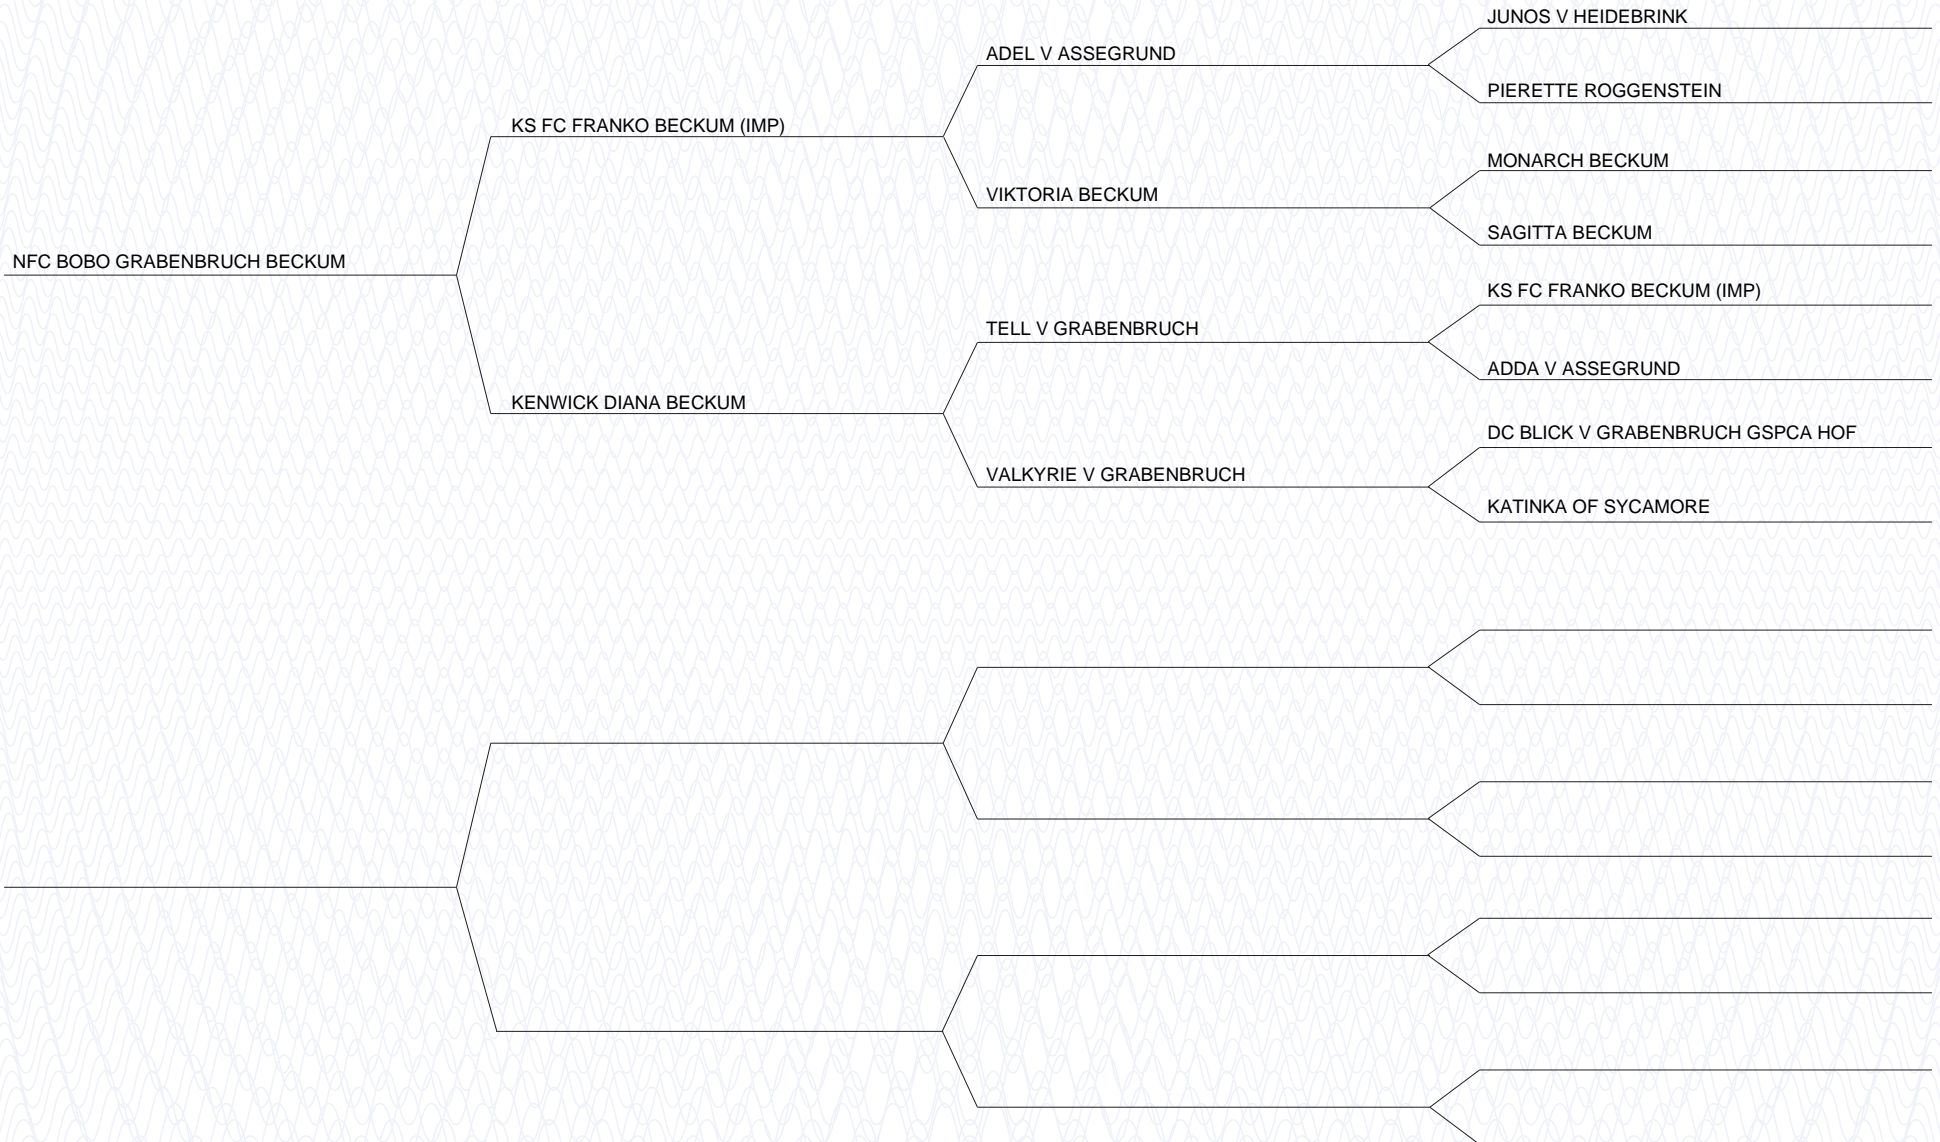 JUNOS V HEIDEBRINK
ADEL V ASSEGRUND
PIERETTE ROGGENSTEIN
KS FC FRANKO BECKUM (IMP)
MONARCH BECKUM
VIKTORIA BECKUM
SAGITTA BECKUM
NFC BOBO GRABENBRUCH BECKUM
KS FC FRANKO BECKUM (IMP)
TELL V GRABENBRUCH
ADDA V ASSEGRUND
KENWICK DIANA BECKUM
DC BLICK V GRABENBRUCH GSPCA HOF
VALKYRIE V GRABENBRUCH
KATINKA OF SYCAMORE